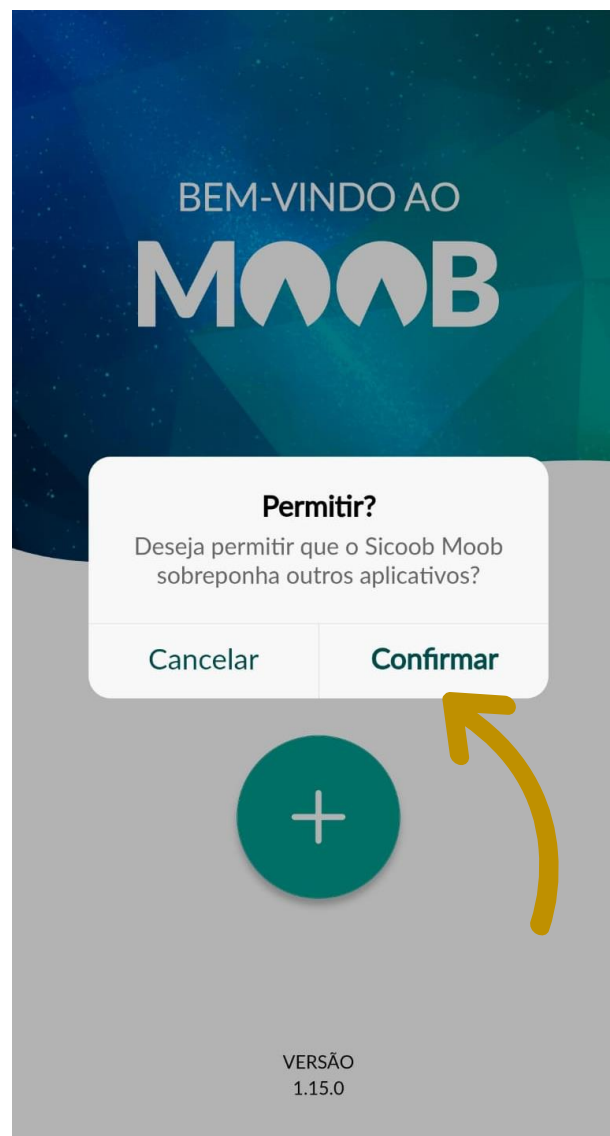 BEM-VINDO AO
MOOB
Permitir?
Deseja permitir que o Sicoob Moob
sobreponha outros aplicativos?
Cancelar
Confirmar
VERSÃO
1.15.0